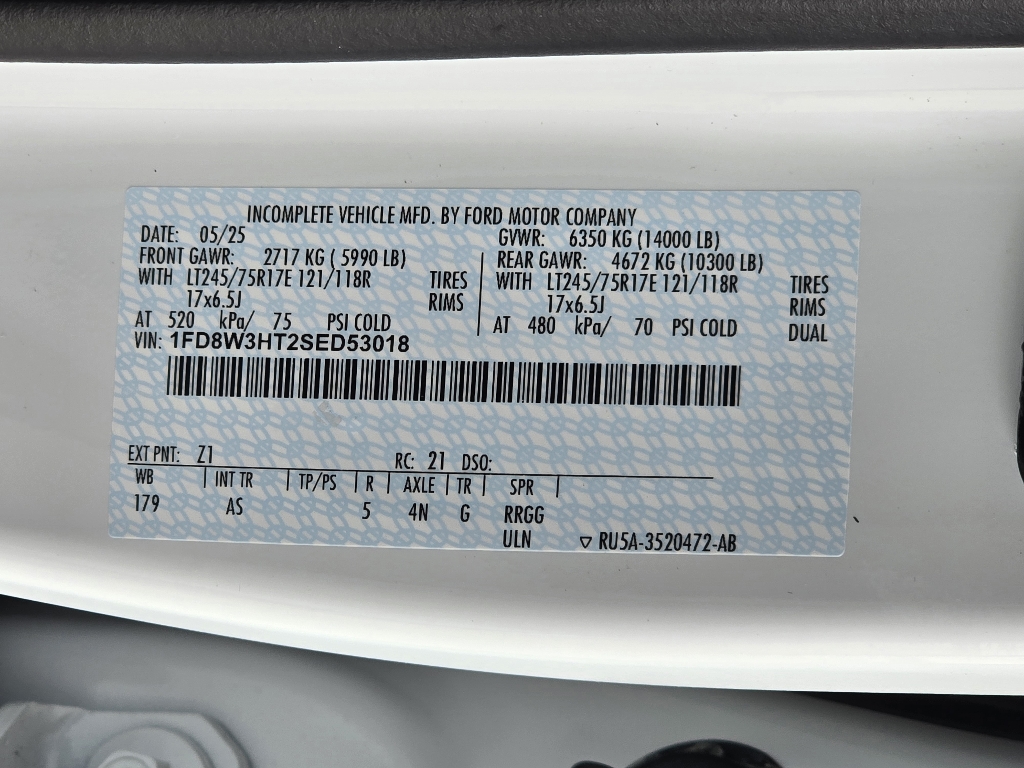 INCOMPLETE VEHICLE MFD. BY FORD MOTOR COMPANY
DATE: 05/25 GVWR: 6350 KG (14000 LB)
FRONT GAWR: 2717 KG ( 5990 LB) REAR GAWR: 4672 KG (10300 LB)
WITH LT245/75R17E 121/118R TIRES WITH LT245/75R17E 121/118R TIRES
17x6.5J RIMS 17x6.5J RIMS
AT 520 kPa/ 75 PSI COLD AT 480 kPa/ 70 PSI COLD DUAL
VIN: 1FD8W3HT2SED53018
EXT PNT: Z1 RC: 21 DSO:
WB INT TR TP/PS R AXLE TR SPR
179 AS 5 4N G RRGG
ULN ▽ RU5A-3520472-AB